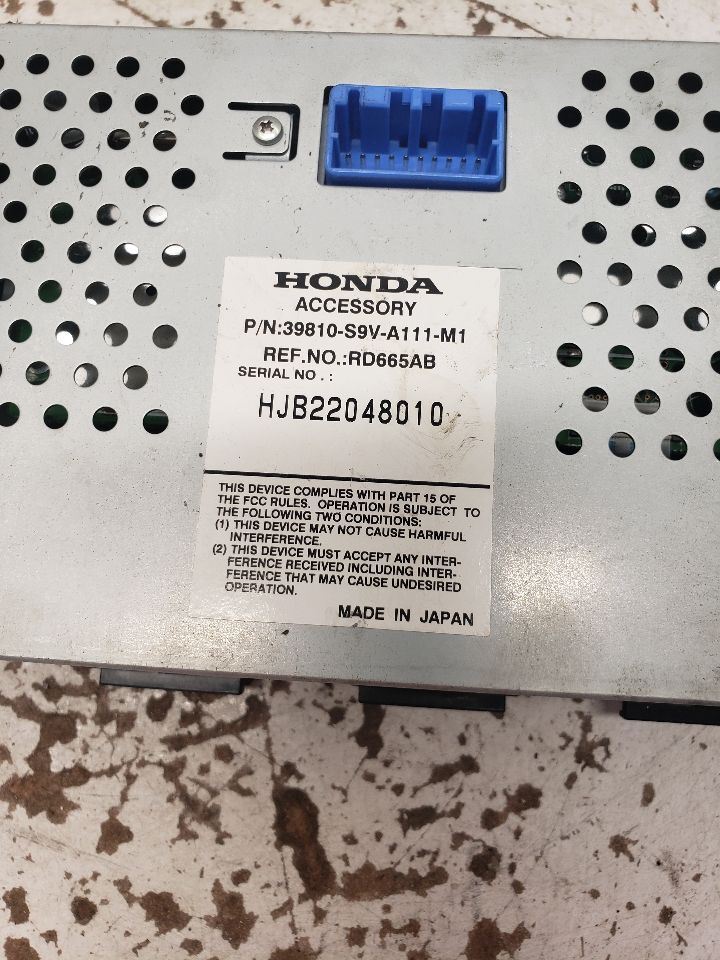 HONDA
ACCESSORY
P/N:39810-S9V-A111-M1
REF.NO.:RD665AB
SERIAL NO.:
HJB22048010
THIS DEVICE COMPLIES WITH PART 15 OF
THE FCC RULES. OPERATION IS SUBJECT TO
THE FOLLOWING TWO CONDITIONS:
(1) THIS DEVICE MAY NOT CAUSE HARMFUL
INTERFERENCE.
(2) THIS DEVICE MUST ACCEPT ANY INTER-
FERENCE RECEIVED INCLUDING INTER-
FERENCE THAT MAY CAUSE UNDESIRED
OPERATION.
MADE IN JAPAN